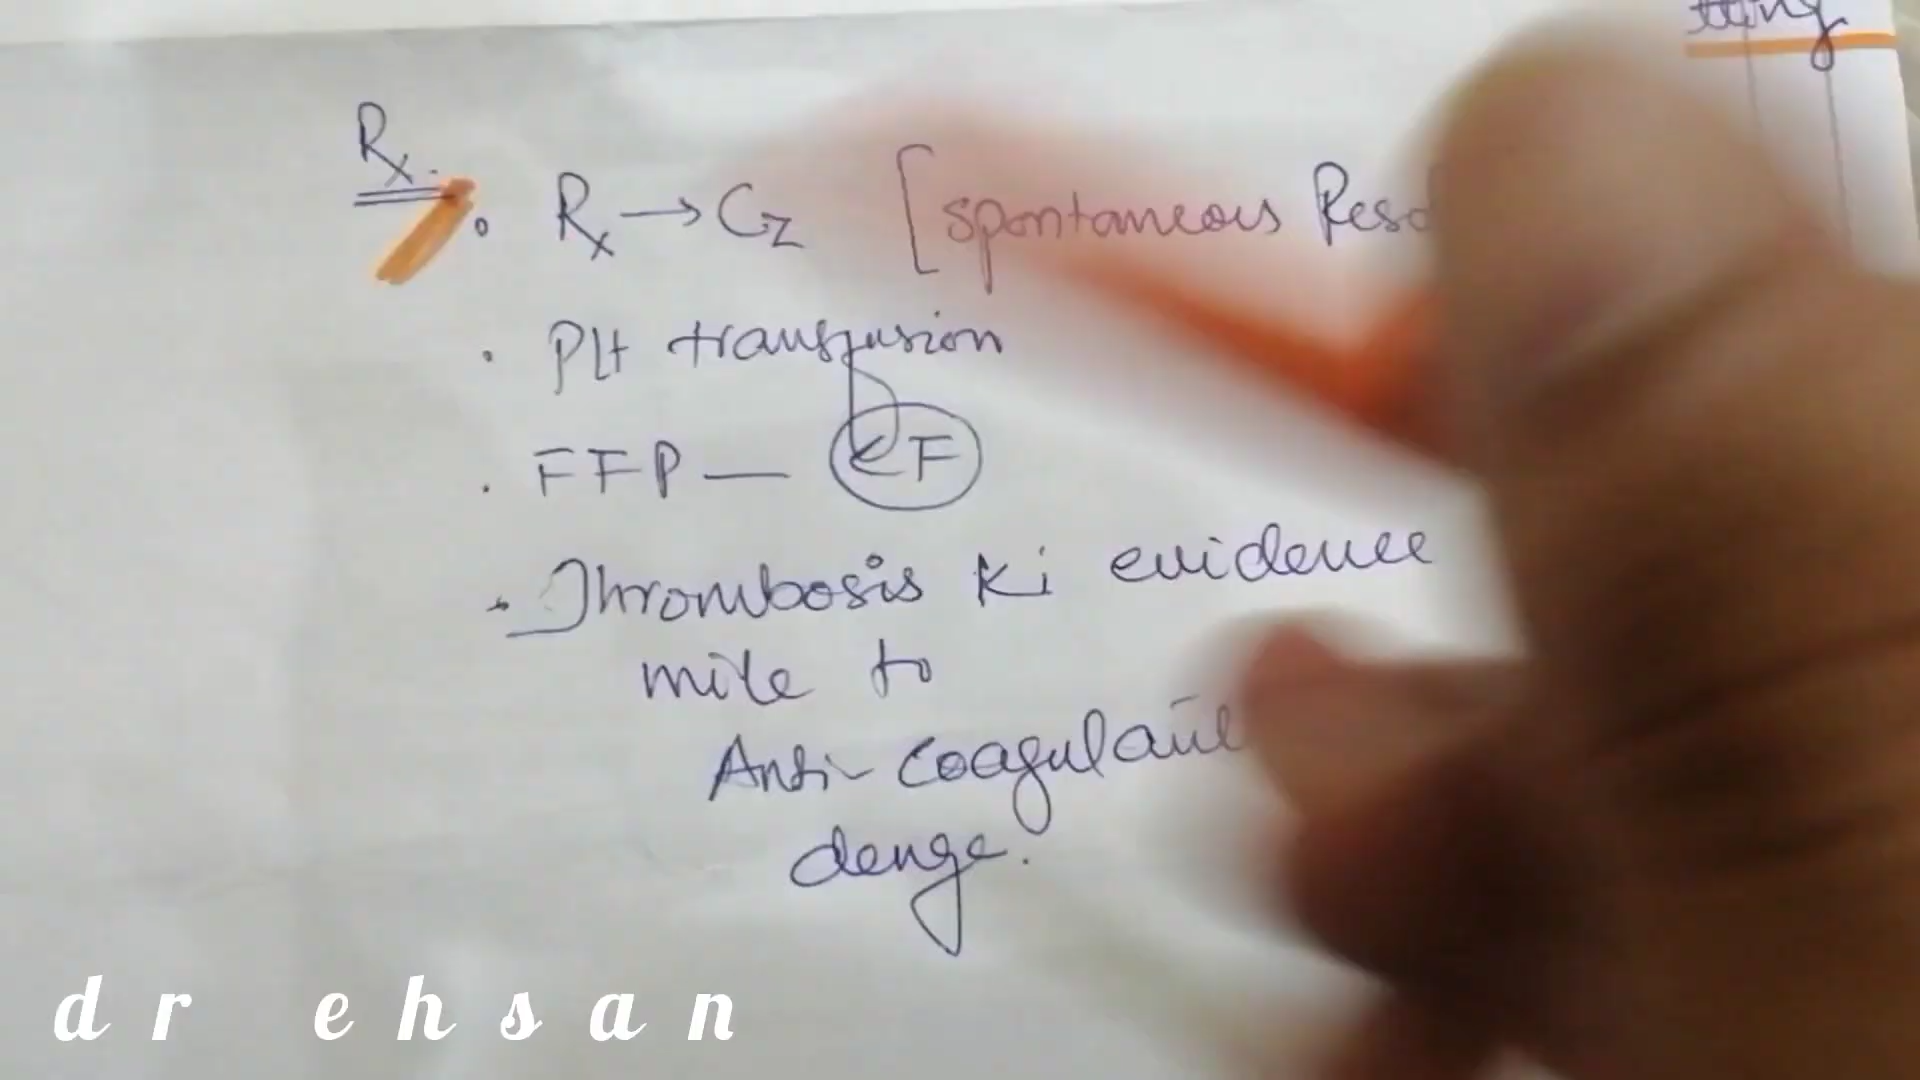 tting
Rx.
Rx → Cz [spontaneous Reso
. Plt transfusion
. FFP — CF
. Thrombosis Ki evidence
mile to
Anti-coagulant
denge.
dr ehsan